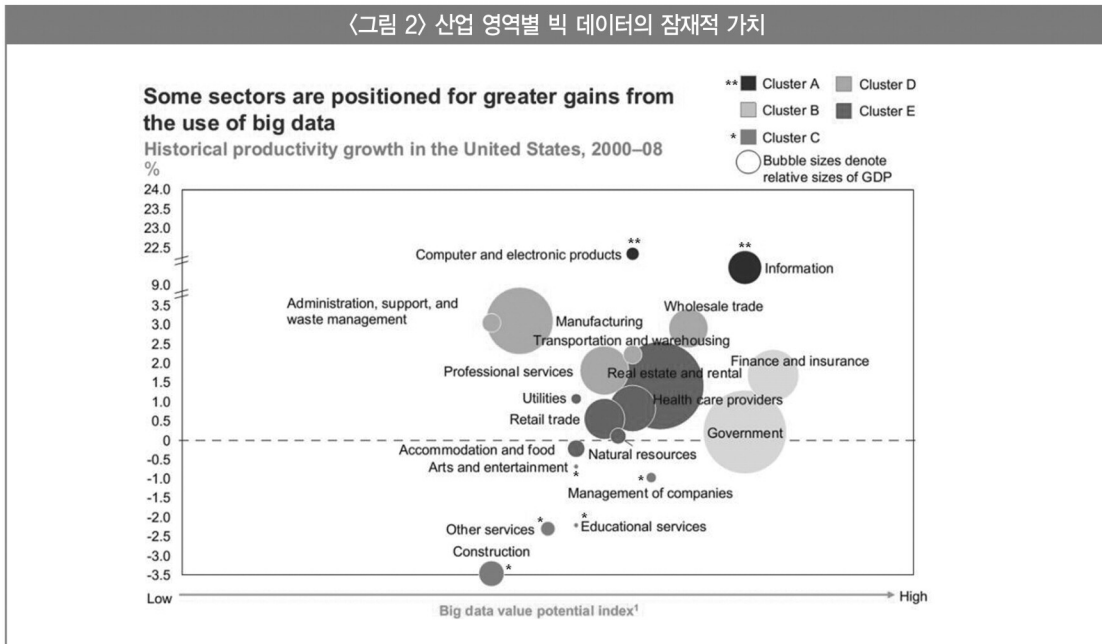 〈그림 2〉 산업 영역별 빅 데이터의 잠재적 가치
Some sectors are positioned for greater gains from
the use of big data
Historical productivity growth in the United States, 2000–08
%
** Cluster A
Cluster D
Cluster B
Cluster E
* Cluster C
Bubble sizes denote
relative sizes of GDP
24.0
23.5
23.0
22.5
9.0
3.5
3.0
2.5
2.0
1.5
1.0
0.5
0
-0.5
-1.0
-1.5
-2.0
-2.5
-3.0
-3.5
**
Computer and electronic products
**
Information
Administration, support, and
waste management
Manufacturing
Wholesale trade
Transportation and warehousing
Professional services
Real estate and rental
Finance and insurance
Utilities
Health care providers
Retail trade
Government
Accommodation and food
Natural resources
Arts and entertainment
*
*
Management of companies
Other services *
* Educational services
Construction
*
Low
High
Big data value potential index¹